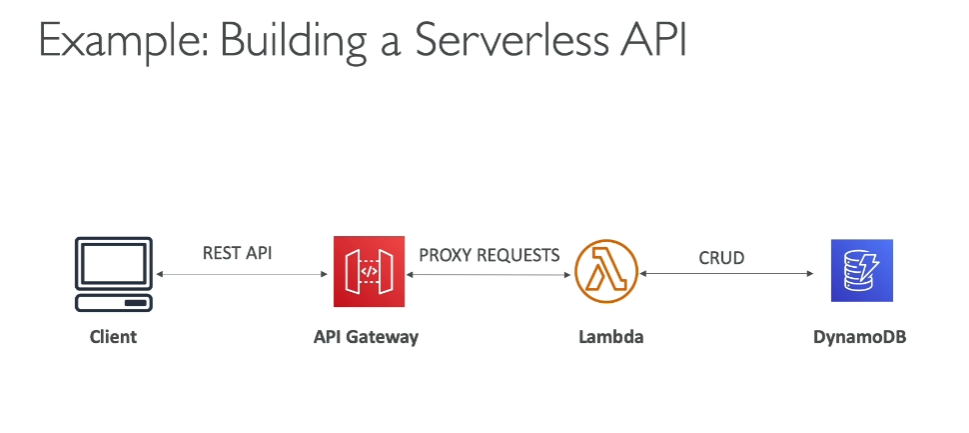 Example: Building a Serverless API
REST API
PROXY REQUESTS
CRUD
</>
Client
API Gateway
Lambda
DynamoDB